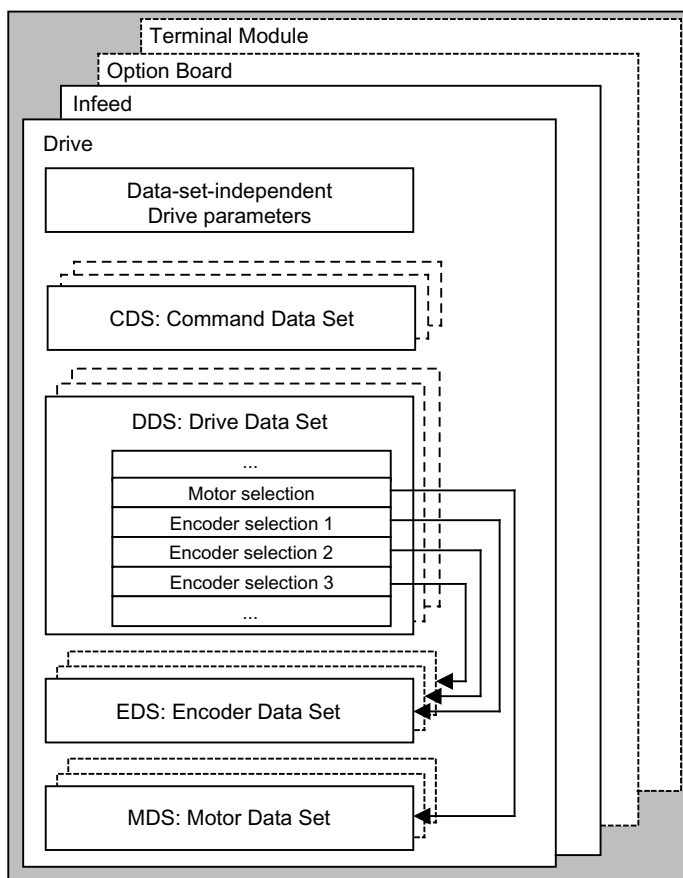 Terminal Module
Option Board
Infeed
Drive
Data-set-independent
Drive parameters
CDS: Command Data Set
DDS: Drive Data Set
...
Motor selection
Encoder selection 1
Encoder selection 2
Encoder selection 3
...
EDS: Encoder Data Set
MDS: Motor Data Set